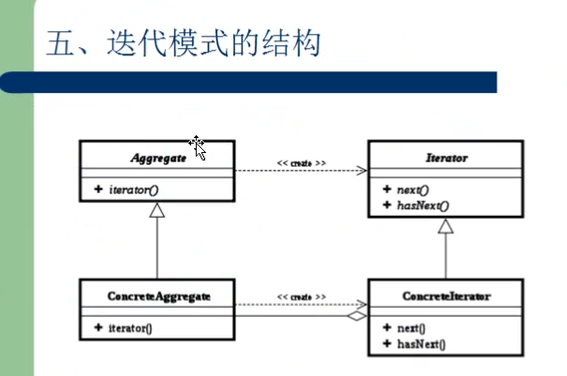 五、迭代模式的结构
Aggregate
+ iterator()
<< create >>
Iterator
+ next()
+ hasNext()
ConcreteAggregate
+ iterator()
<< create >>
ConcreteIterator
+ next()
+ hasNext()